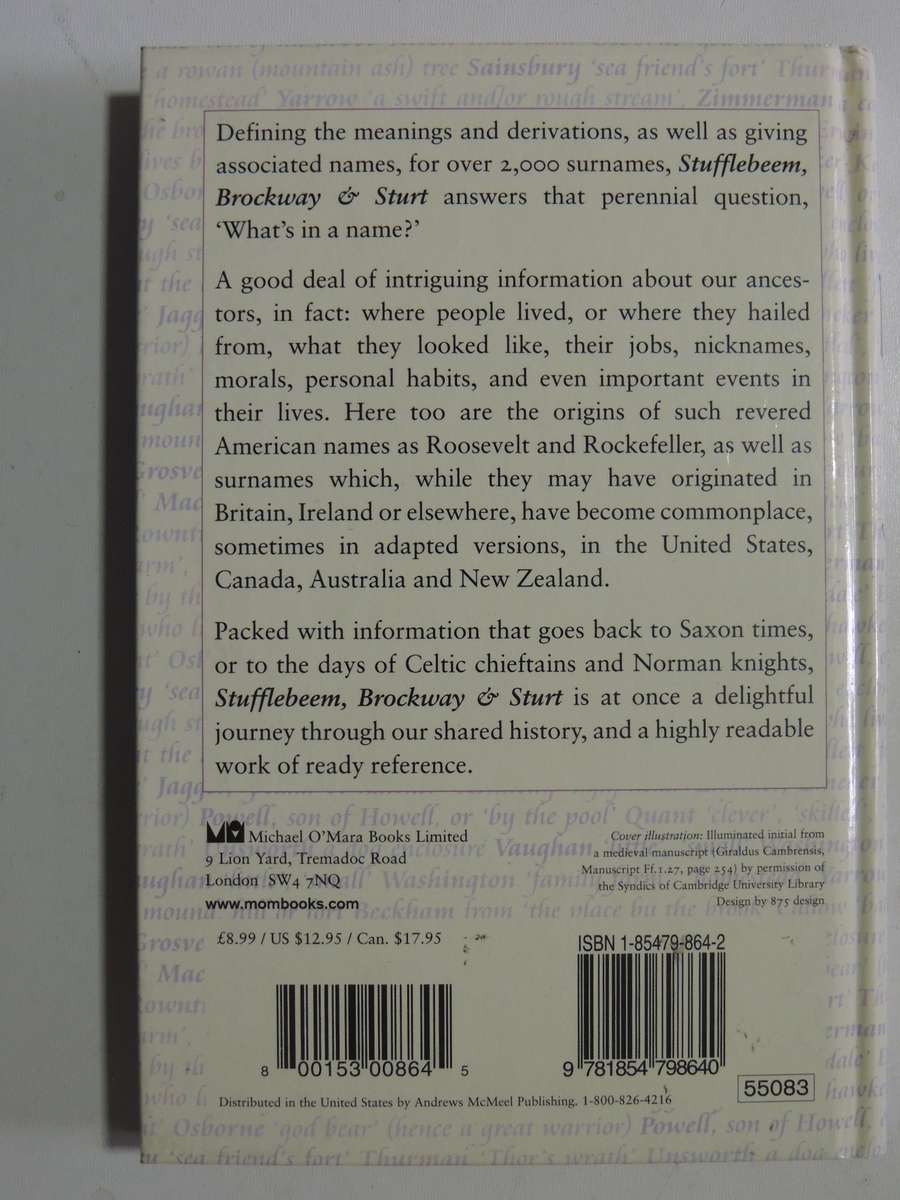 a rowan (mountain ash) tree Sainsbury 'sea friend's fort' Thurman
'homestead' Yarrow 'a swift and/or rough stream', Zimmerman
Defining the meanings and derivations, as well as giving
associated names, for over 2,000 surnames, Stufflebeem,
Brockway & Sturt answers that perennial question,
‘What’s in a name?’
A good deal of intriguing information about our ances-
tors, in fact: where people lived, or where they hailed
from, what they looked like, their jobs, nicknames,
morals, personal habits, and even important events in
their lives. Here too are the origins of such revered
American names as Roosevelt and Rockefeller, as well as
surnames which, while they may have originated in
Britain, Ireland or elsewhere, have become commonplace,
sometimes in adapted versions, in the United States,
Canada, Australia and New Zealand.
Packed with information that goes back to Saxon times,
or to the days of Celtic chieftains and Norman knights,
Stufflebeem, Brockway & Sturt is at once a delightful
journey through our shared history, and a highly readable
work of ready reference.
Powell, son of Howell, or 'by the pool' Quant 'clever', 'skilled
Michael O’Mara Books Limited
9 Lion Yard, Tremadoc Road
London SW4 7NQ
www.mombooks.com
Cover illustration: Illuminated initial from
a medieval manuscript (Giraldus Cambrensis,
Manuscript Ff.1.27, page 254) by permission of
the Syndics of Cambridge University Library
Design by 875 design
£8.99 / US $12.95 / Can. $17.95
ISBN 1-85479-864-2
8 00153 00864 5
9 781854 798640
55083
Distributed in the United States by Andrews McMeel Publishing. 1-800-826-4216
Osborne 'god bear' (hence a great warrior) Powell, son of Howell, or
'sea friend's fort' Thurman 'Thor's wrath' Unsworth a dog enclos